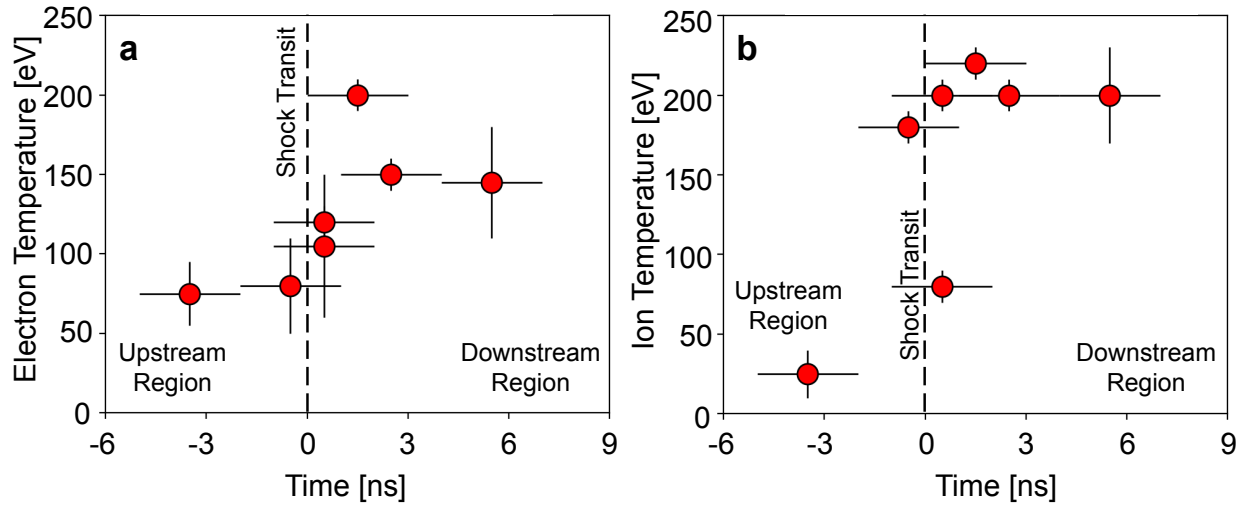 a
Electron Temperature [eV]
250
200
150
100
50
0
Shock Transit
Upstream
Region
Downstream
Region
-6
-3
0
3
6
9
Time [ns]
b
Ion Temperature [eV]
250
200
150
100
50
0
Shock Transit
Upstream
Region
Downstream
Region
-6
-3
0
3
6
9
Time [ns]